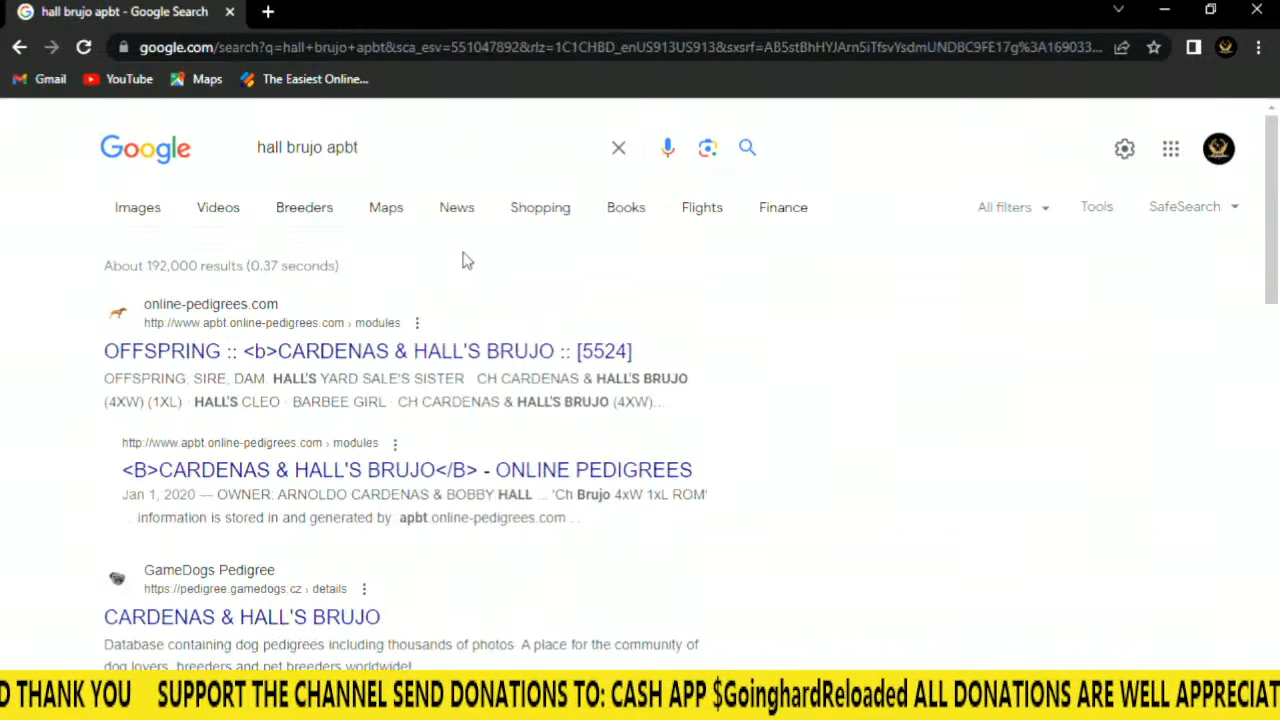 hall brujo apbt - Google Search
google.com/search?q=hall+brujo+apbt&sca_esv=551047892&rlz=1C1CHBD_enUS913US913&sxsrf=AB5stBhHYJArn5iTfsvYsdmUNDBC9FE17g%3A169033...
Gmail YouTube Maps The Easiest Online...
Google hall brujo apbt
Images Videos Breeders Maps News Shopping Books Flights Finance All filters Tools SafeSearch
About 192,000 results (0.37 seconds)
online-pedigrees.com
http://www.apbt.online-pedigrees.com › modules
OFFSPRING :: <b>CARDENAS & HALL'S BRUJO :: [5524]
OFFSPRING, SIRE, DAM. HALL'S YARD SALE'S SISTER · CH CARDENAS & HALL'S BRUJO
(4XW) (1XL) · HALL'S CLEO · BARBEE GIRL · CH CARDENAS & HALL'S BRUJO (4XW)...
http://www.apbt.online-pedigrees.com › modules
<B>CARDENAS & HALL'S BRUJO</B> - ONLINE PEDIGREES
Jan 1, 2020 — OWNER: ARNOLDO CARDENAS & BOBBY HALL ... 'Ch Brujo 4xW 1xL ROM'
... information is stored in and generated by apbt.online-pedigrees.com ...
GameDogs Pedigree
https://pedigree.gamedogs.cz › details
CARDENAS & HALL'S BRUJO
Database containing dog pedigrees including thousands of photos. A place for the community of
dog lovers, breeders and pet breeders worldwide!
D THANK YOU SUPPORT THE CHANNEL SEND DONATIONS TO: CASH APP $GoinghardReloaded ALL DONATIONS ARE WELL APPRECIAT